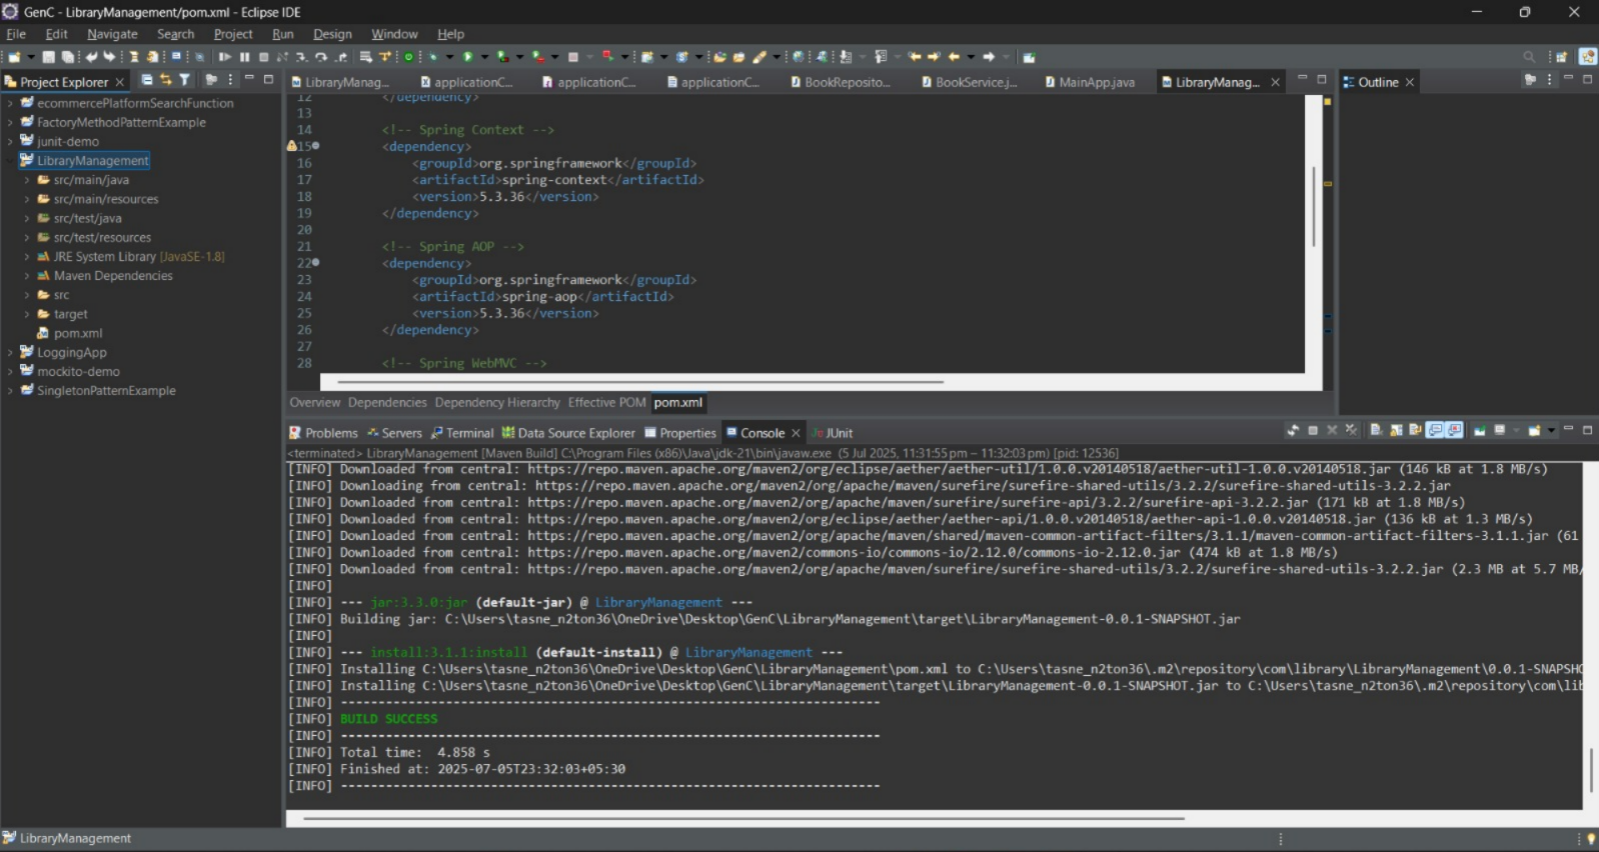 GenC - LibraryManagement/pom.xml - Eclipse IDE
File Edit Navigate Search Project Run Design Window Help
Project Explorer
ecommercePlatformSearchFunction
FactoryMethodPatternExample
junit-demo
LibraryManagement
src/main/java
src/main/resources
src/test/java
src/test/resources
JRE System Library [JavaSE-1.8]
Maven Dependencies
src
target
pom.xml
LoggingApp
mockito-demo
SingletonPatternExample
LibraryManag... applicationC... applicationC... applicationC... BookReposito... BookService.j... MainApp.java LibraryManag...
12 </dependency>
13
14 <!-- Spring Context -->
15 <dependency>
16 <groupId>org.springframework</groupId>
17 <artifactId>spring-context</artifactId>
18 <version>5.3.36</version>
19 </dependency>
20
21 <!-- Spring AOP -->
22 <dependency>
23 <groupId>org.springframework</groupId>
24 <artifactId>spring-aop</artifactId>
25 <version>5.3.36</version>
26 </dependency>
27
28 <!-- Spring WebMVC -->
Overview Dependencies Dependency Hierarchy Effective POM pom.xml
Outline
Problems Servers Terminal Data Source Explorer Properties Console JUnit
<terminated> LibraryManagement [Maven Build] C:\Program Files (x86)\Java\jdk-21\bin\javaw.exe (5 Jul 2025, 11:31:55 pm – 11:32:03 pm) [pid: 12536]
[INFO] Downloaded from central: https://repo.maven.apache.org/maven2/org/eclipse/aether/aether-util/1.0.0.v20140518/aether-util-1.0.0.v20140518.jar (146 kB at 1.8 MB/s)
[INFO] Downloading from central: https://repo.maven.apache.org/maven2/org/apache/maven/surefire/surefire-shared-utils/3.2.2/surefire-shared-utils-3.2.2.jar
[INFO] Downloaded from central: https://repo.maven.apache.org/maven2/org/apache/maven/surefire/surefire-api/3.2.2/surefire-api-3.2.2.jar (171 kB at 1.8 MB/s)
[INFO] Downloaded from central: https://repo.maven.apache.org/maven2/org/eclipse/aether/aether-api/1.0.0.v20140518/aether-api-1.0.0.v20140518.jar (136 kB at 1.3 MB/s)
[INFO] Downloaded from central: https://repo.maven.apache.org/maven2/org/apache/maven/shared/maven-common-artifact-filters/3.1.1/maven-common-artifact-filters-3.1.1.jar (61
[INFO] Downloaded from central: https://repo.maven.apache.org/maven2/commons-io/commons-io/2.12.0/commons-io-2.12.0.jar (474 kB at 1.8 MB/s)
[INFO] Downloaded from central: https://repo.maven.apache.org/maven2/org/apache/maven/surefire/surefire-shared-utils/3.2.2/surefire-shared-utils-3.2.2.jar (2.3 MB at 5.7 MB/
[INFO]
[INFO] --- jar:3.3.0:jar (default-jar) @ LibraryManagement ---
[INFO] Building jar: C:\Users\tasne_n2ton36\OneDrive\Desktop\GenC\LibraryManagement\target\LibraryManagement-0.0.1-SNAPSHOT.jar
[INFO]
[INFO] --- install:3.1.1:install (default-install) @ LibraryManagement ---
[INFO] Installing C:\Users\tasne_n2ton36\OneDrive\Desktop\GenC\LibraryManagement\pom.xml to C:\Users\tasne_n2ton36\.m2\repository\com\library\LibraryManagement\0.0.1-SNAPSHO
[INFO] Installing C:\Users\tasne_n2ton36\OneDrive\Desktop\GenC\LibraryManagement\target\LibraryManagement-0.0.1-SNAPSHOT.jar to C:\Users\tasne_n2ton36\.m2\repository\com\lib
[INFO] ------------------------------------------------------------------------
[INFO] BUILD SUCCESS
[INFO] ------------------------------------------------------------------------
[INFO] Total time:  4.858 s
[INFO] Finished at: 2025-07-05T23:32:03+05:30
[INFO] ------------------------------------------------------------------------
LibraryManagement